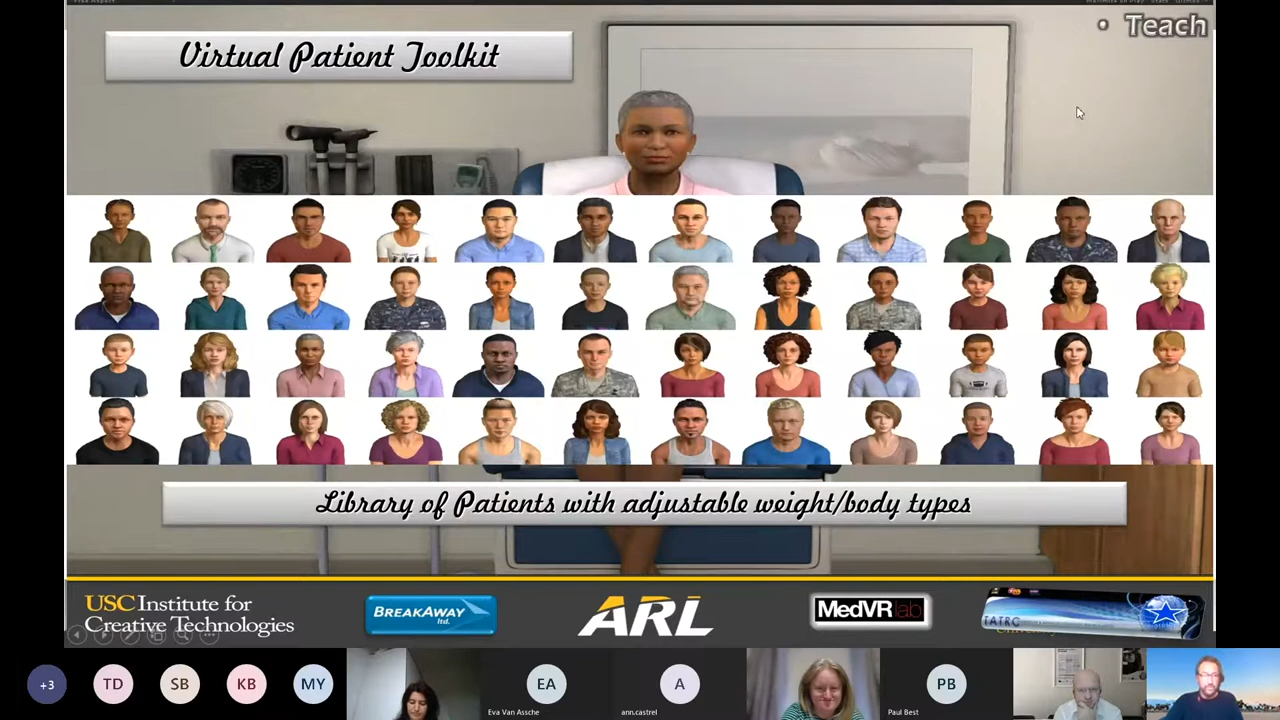 Teach
Virtual Patient Toolkit
Library of Patients with adjustable weight/body types
USC Institute for
Creative Technologies
BREAKAWAY
ltd.
ARL
MedVR lab
TATRC
+3
TD
SB
KB
MY
EA
Eva Van Assche
A
ann.castrel
PB
Paul Best